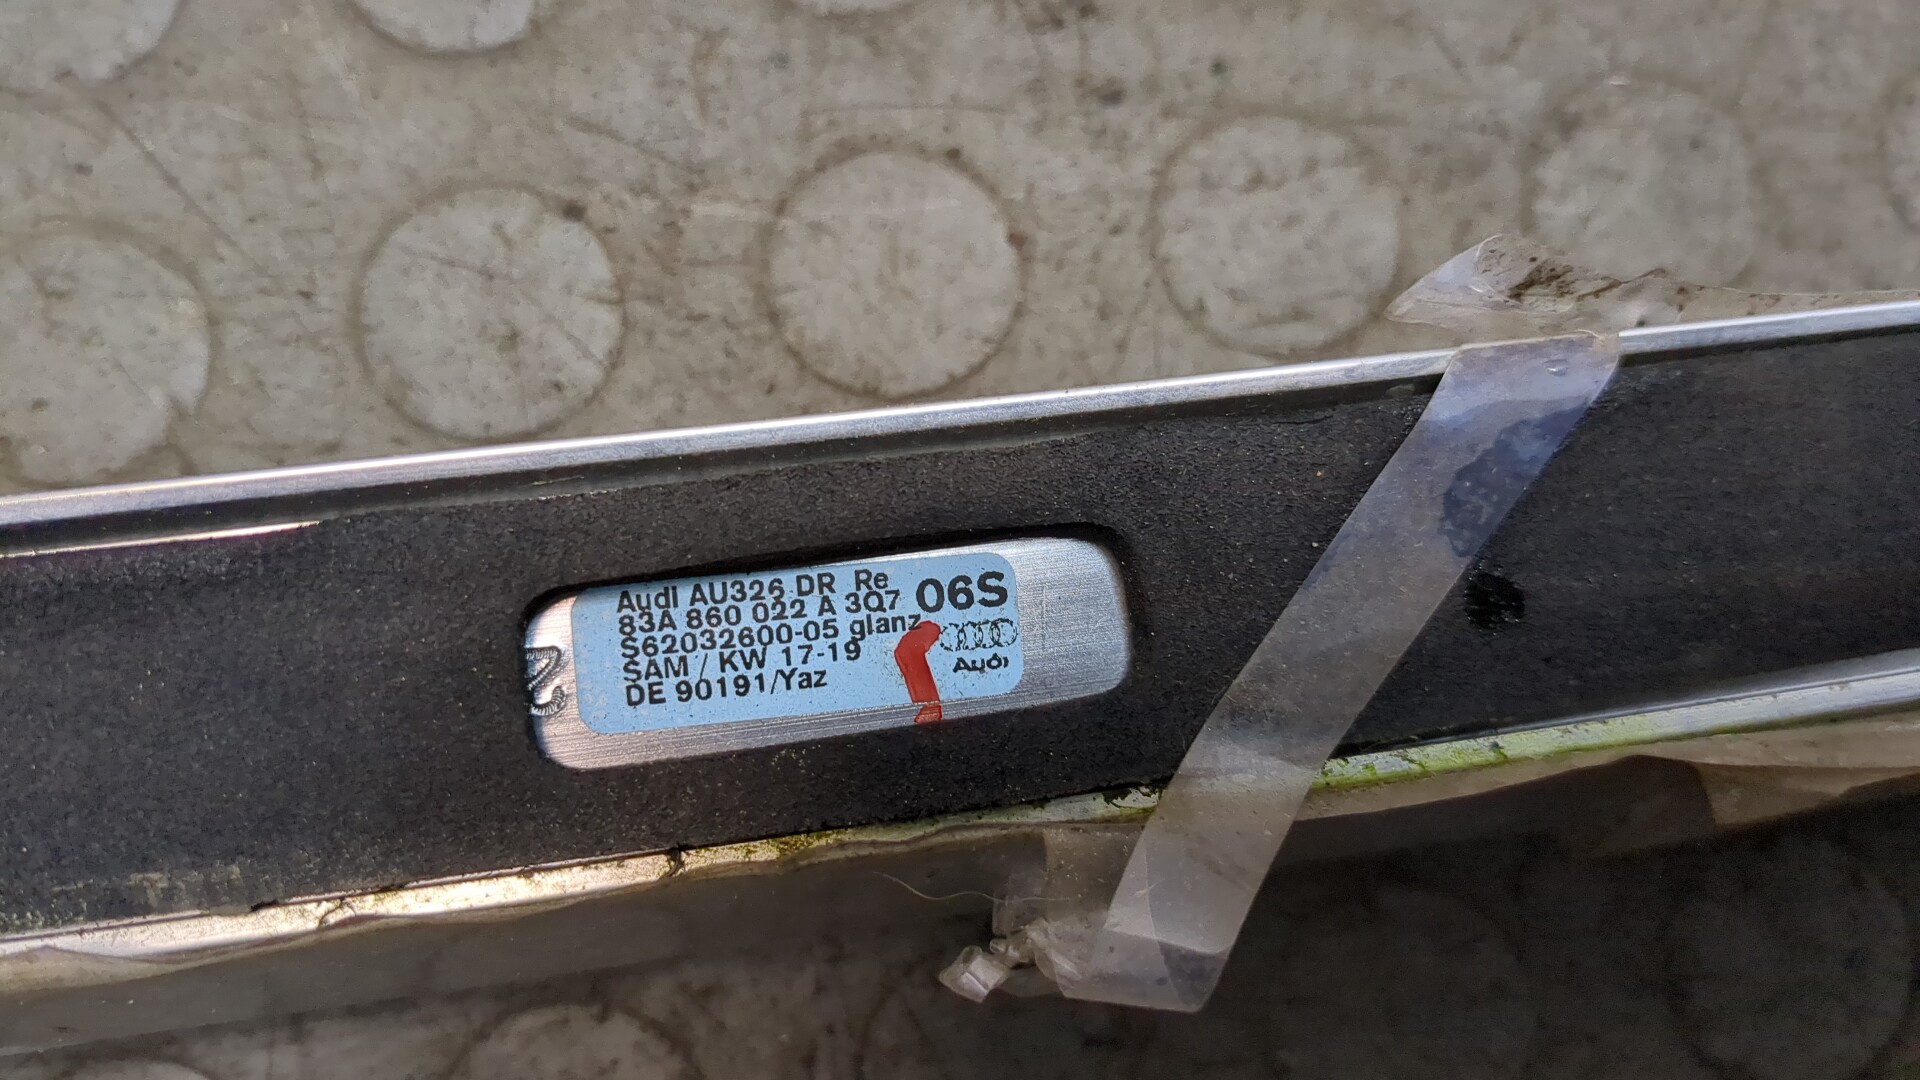 Audi AU326 DR Re
83A 860 022 A 3Q7 06S
S62032600-05 glanz
SAM / KW 17-19
DE 90191/Yaz
Audi
2